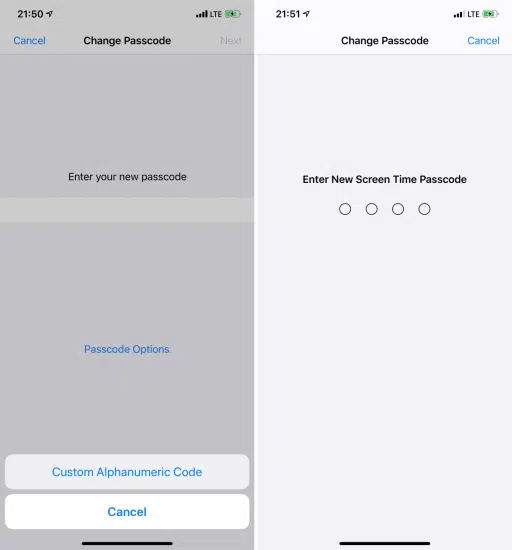 21:50
LTE
Cancel
Change Passcode
Next
Enter your new passcode
Passcode Options
Custom Alphanumeric Code
Cancel
21:51
LTE
Change Passcode
Cancel
Enter New Screen Time Passcode